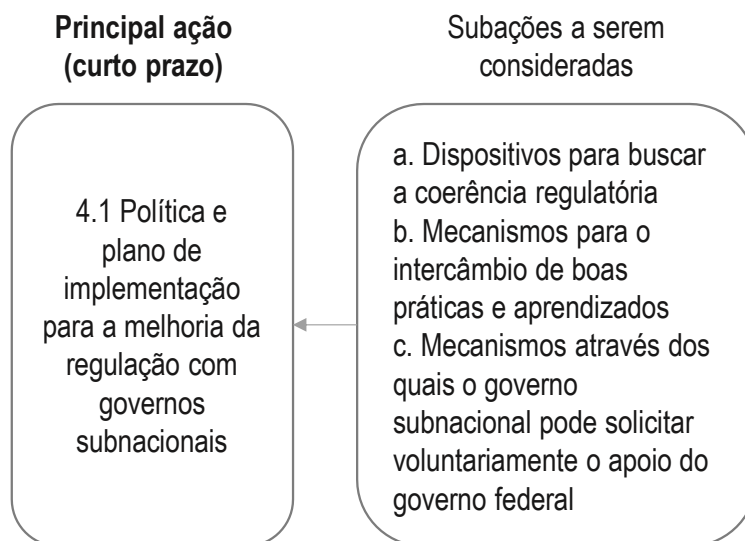 Principal ação
(curto prazo)
Subações a serem
consideradas
4.1 Política e
plano de
implementação
para a melhoria da
regulação com
governos
subnacionais
a. Dispositivos para buscar
a coerência regulatória
b. Mecanismos para o
intercâmbio de boas
práticas e aprendizados
c. Mecanismos através dos
quais o governo
subnacional pode solicitar
voluntariamente o apoio do
governo federal